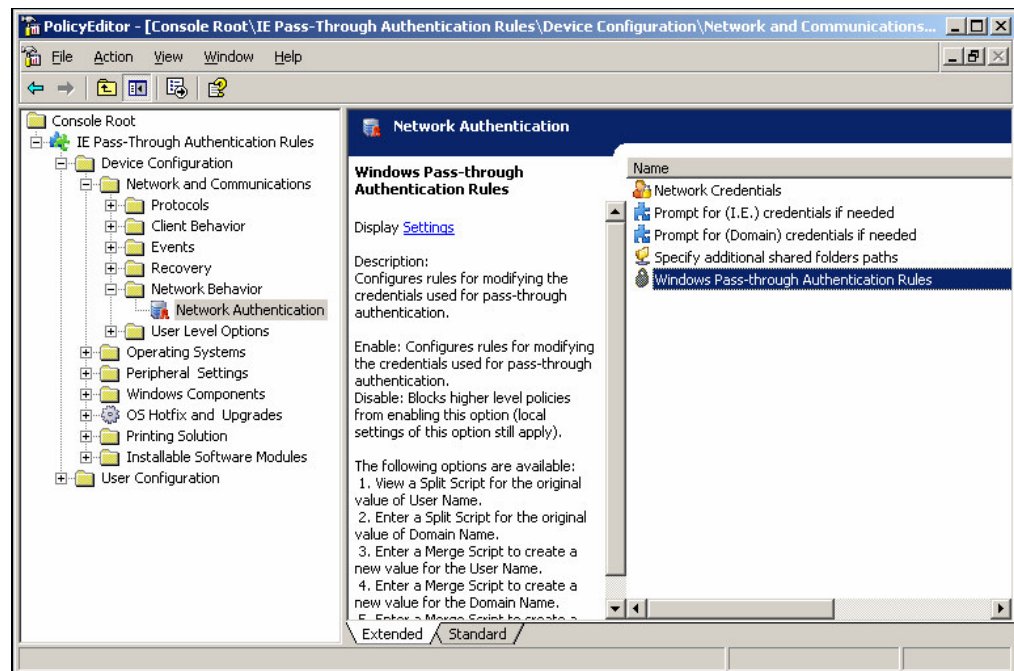 PolicyEditor - [Console Root\IE Pass-Through Authentication Rules\Device Configuration\Network and Communications...
File Action View Window Help
Console Root
IE Pass-Through Authentication Rules
Device Configuration
Network and Communications
Protocols
Client Behavior
Events
Recovery
Network Behavior
Network Authentication
User Level Options
Operating Systems
Peripheral Settings
Windows Components
OS Hotfix and Upgrades
Printing Solution
Installable Software Modules
User Configuration
Network Authentication
Windows Pass-through
Authentication Rules
Display Settings
Description:
Configures rules for modifying the
credentials used for pass-through
authentication.
Enable: Configures rules for modifying
the credentials used for pass-through
authentication.
Disable: Blocks higher level policies
from enabling this option (local
settings of this option still apply).
The following options are available:
1. View a Split Script for the original
value of User Name.
2. Enter a Split Script for the original
value of Domain Name.
3. Enter a Merge Script to create a
new value for the User Name.
4. Enter a Merge Script to create a
new value for the Domain Name.
5. Enter a Merge Script to create a
Name
Network Credentials
Prompt for (I.E.) credentials if needed
Prompt for (Domain) credentials if needed
Specify additional shared folders paths
Windows Pass-through Authentication Rules
Extended Standard